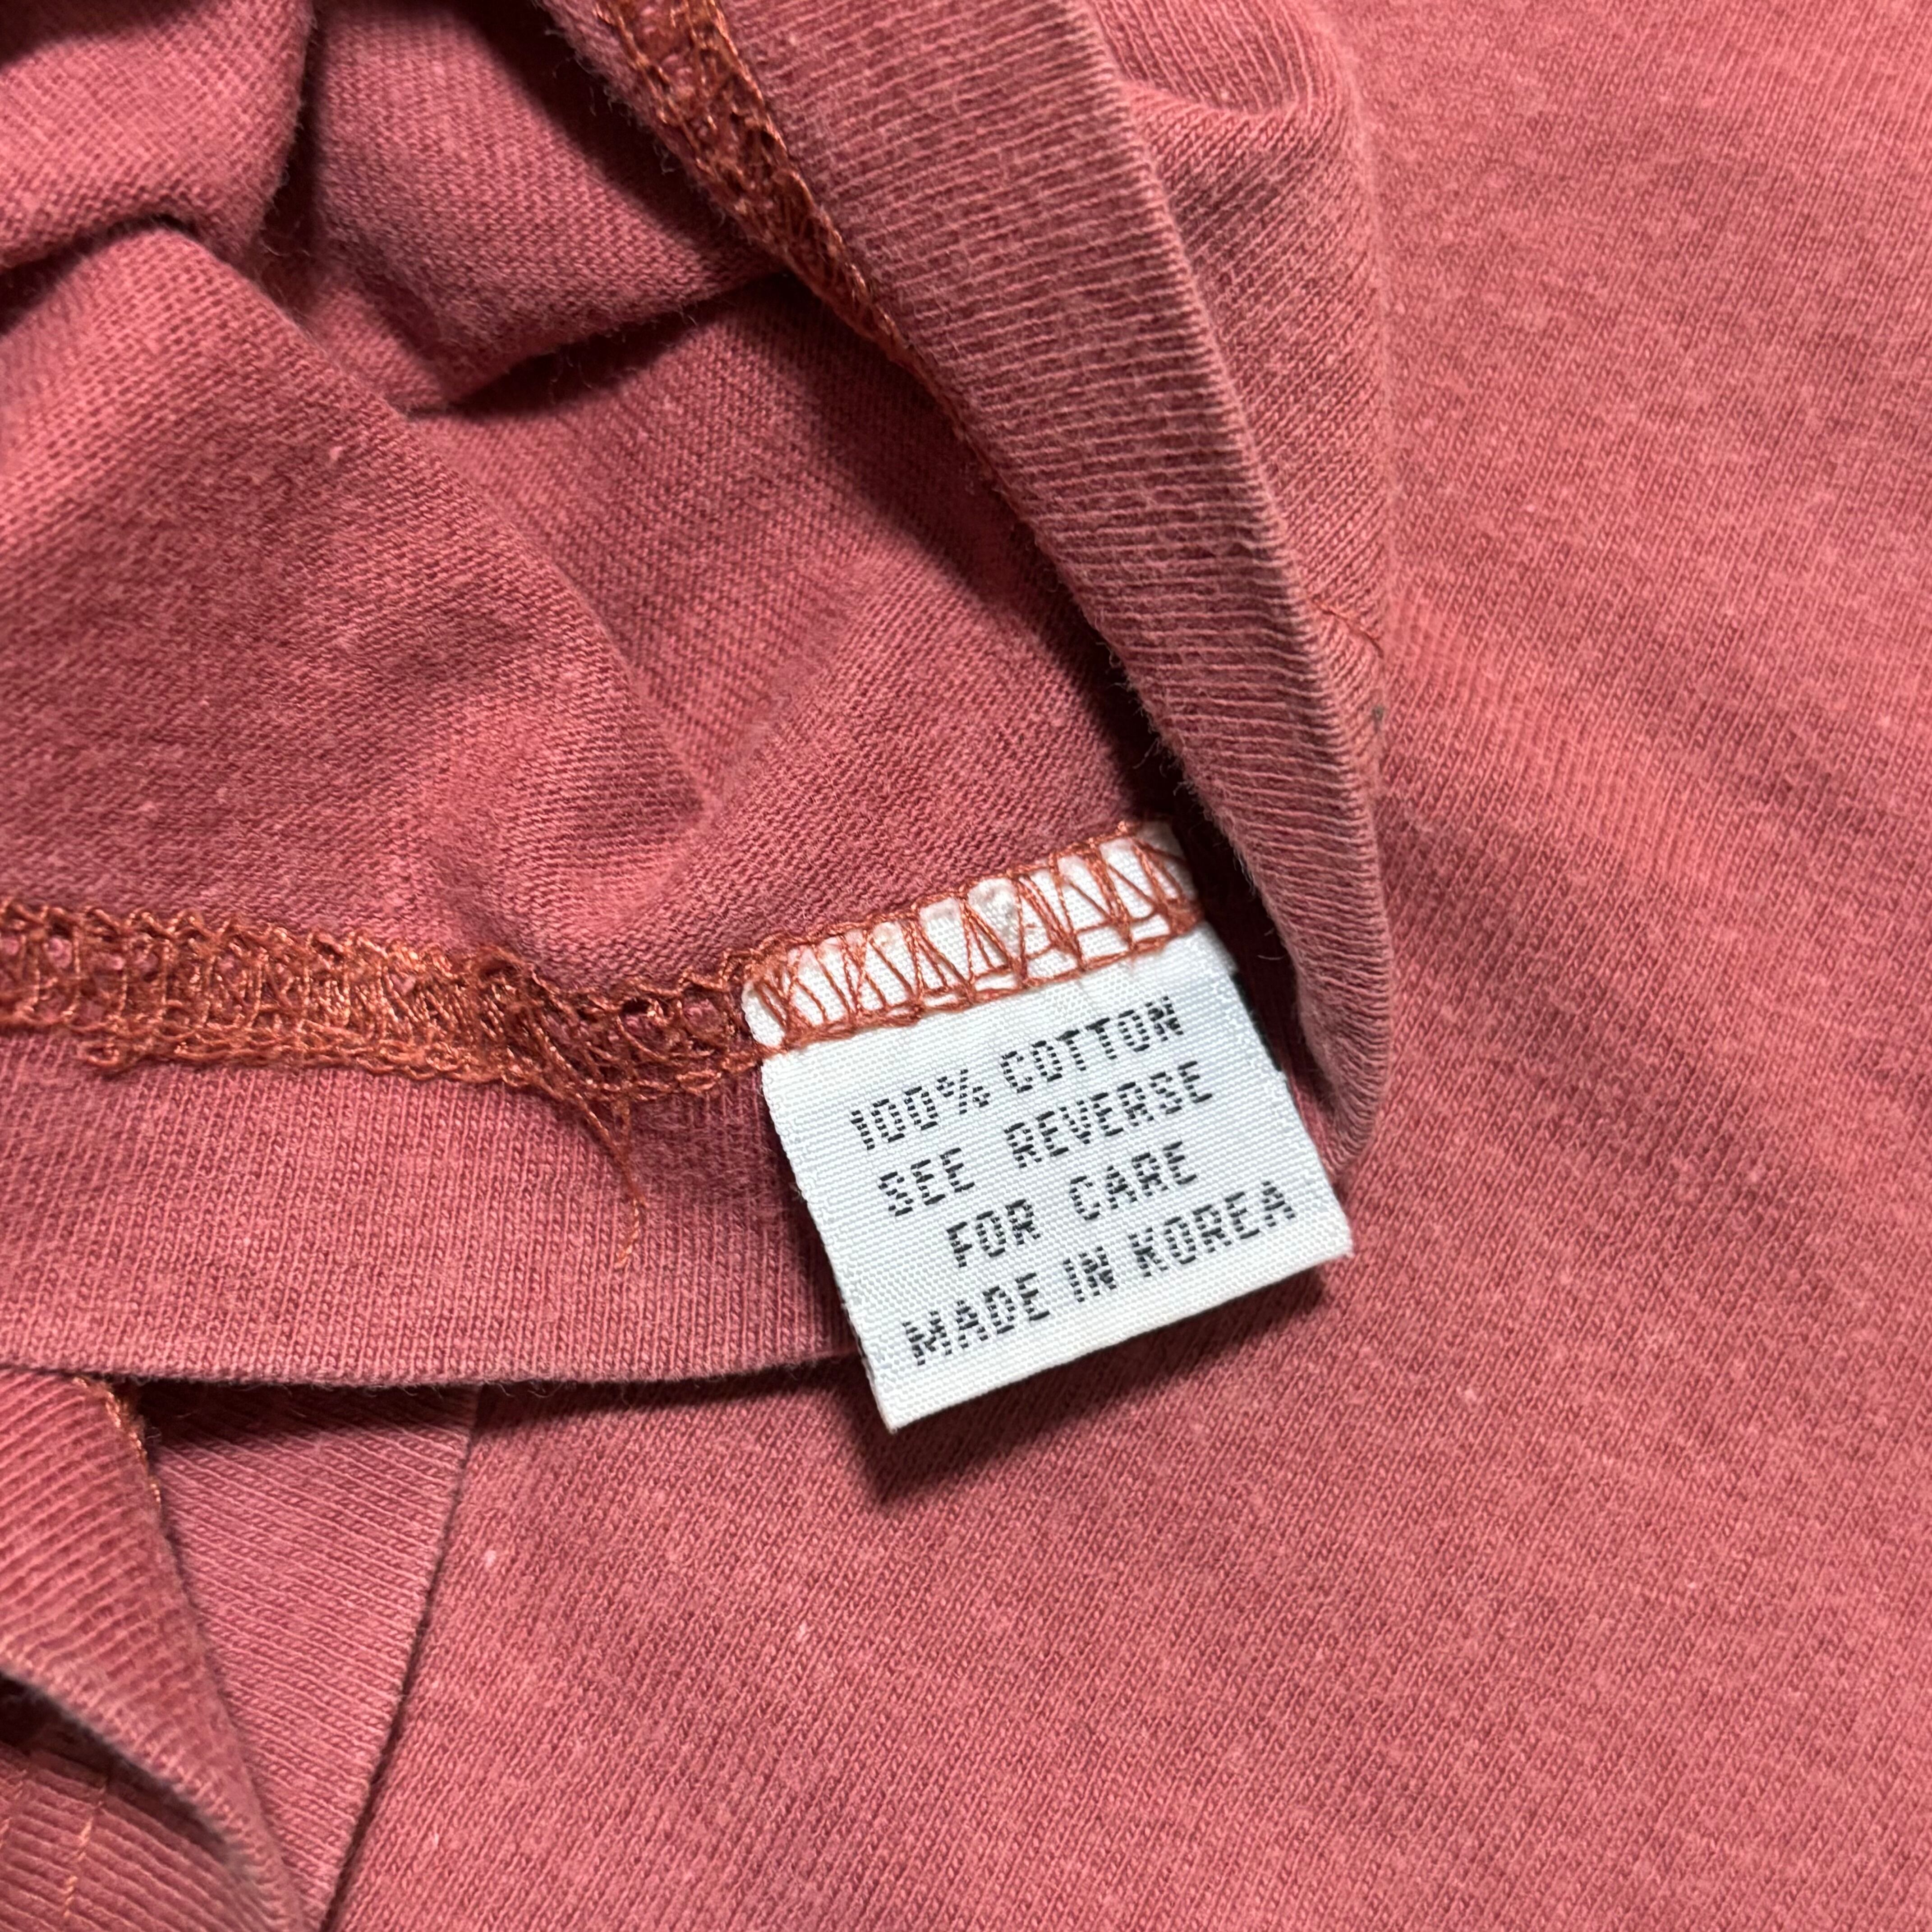 100% COTTON
SEE REVERSE
FOR CARE
MADE IN KOREA